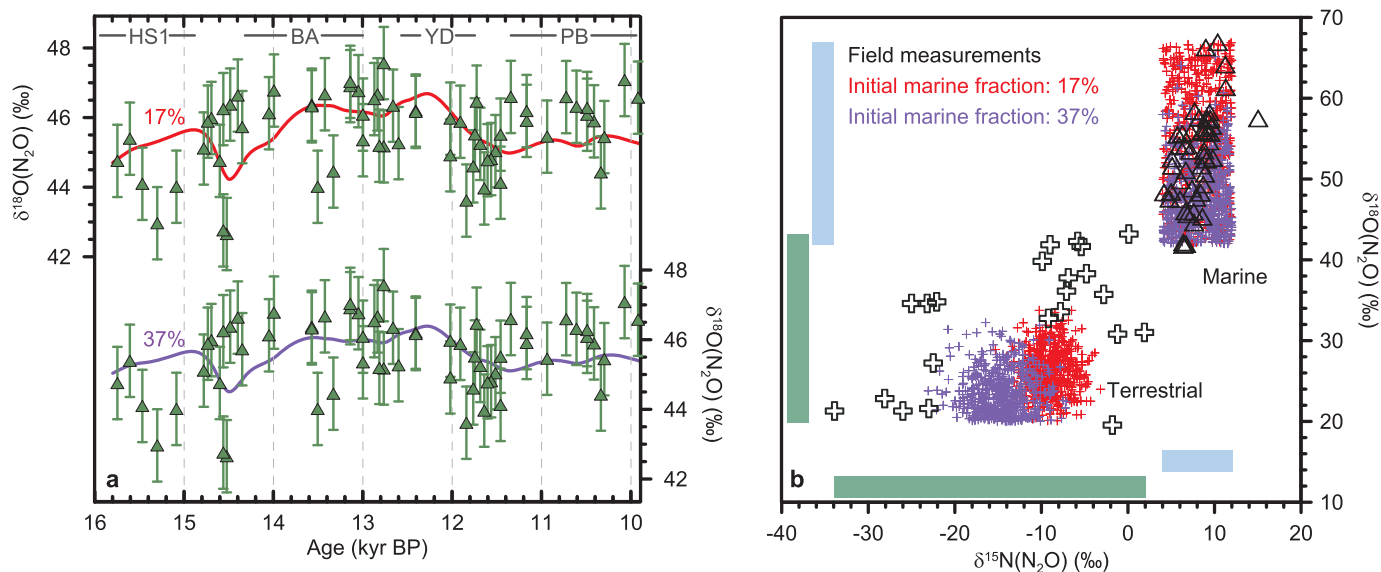 HS1 BA YD PB
48
46
44
42
δ¹⁸O(N₂O) (‰)
17%
37%
48
46
44
42
δ¹⁸O(N₂O) (‰)
a
16 15 14 13 12 11 10
Age (kyr BP)
Field measurements
Initial marine fraction: 17%
Initial marine fraction: 37%
Marine
Terrestrial
b
70
60
50
40
30
20
10
δ¹⁸O(N₂O) (‰)
-40 -30 -20 -10 0 10 20
δ¹⁵N(N₂O) (‰)